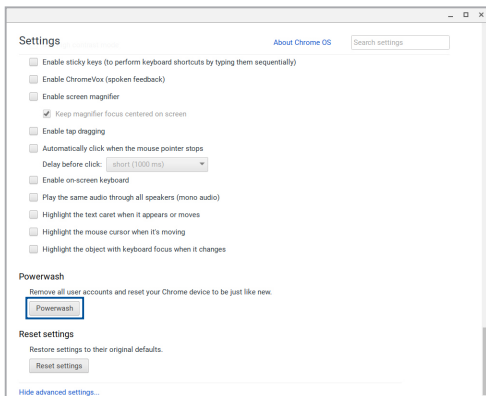 Settings
About Chrome OS
Search settings
Enable sticky keys (to perform keyboard shortcuts by typing them sequentially)
Enable ChromeVox (spoken feedback)
Enable screen magnifier
Keep magnifier focus centered on screen
Enable tap dragging
Automatically click when the mouse pointer stops
Delay before click: short (1000 ms)
Enable on-screen keyboard
Play the same audio through all speakers (mono audio)
Highlight the text caret when it appears or moves
Highlight the mouse cursor when it's moving
Highlight the object with keyboard focus when it changes
Powerwash
Remove all user accounts and reset your Chrome device to be just like new.
Powerwash
Reset settings
Restore settings to their original defaults.
Reset settings
Hide advanced settings...